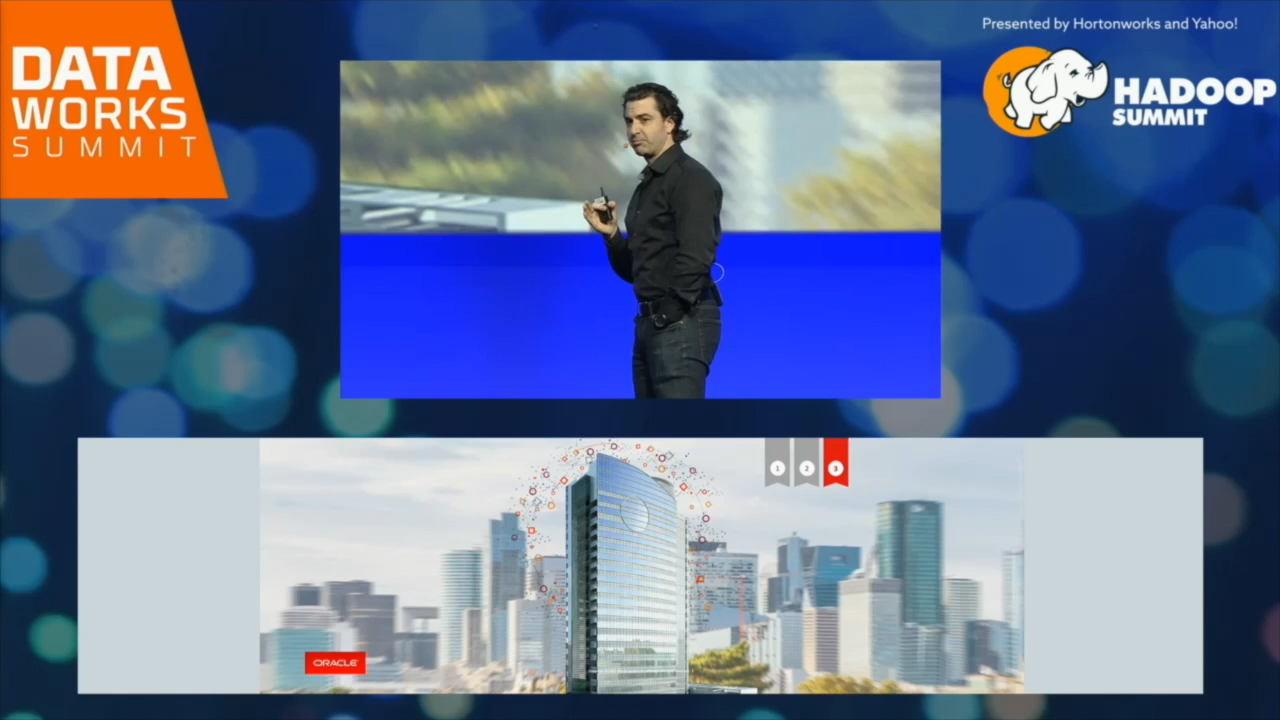 DATA
WORKS
SUMMIT
Presented by Hortonworks and Yahoo!
HADOOP
SUMMIT
1 2 3
ORACLE